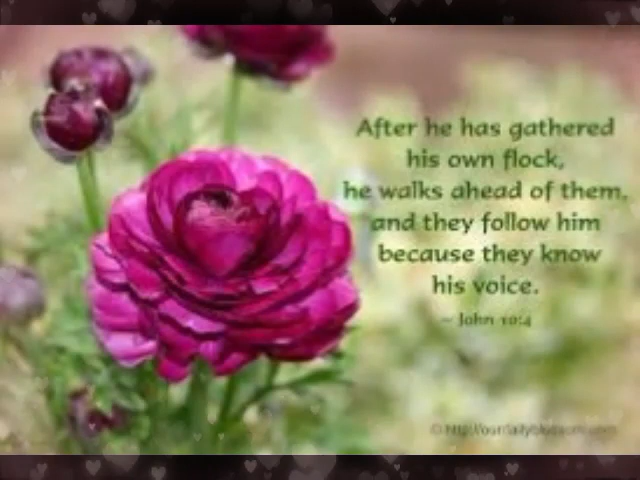 After he has gathered
his own flock,
he walks ahead of them,
and they follow him
because they know
his voice.
~ John 10:4